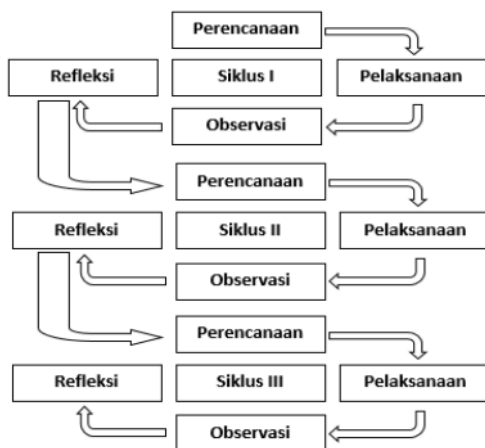 Perencanaan
Refleksi
Siklus I
Pelaksanaan
Observasi
Perencanaan
Refleksi
Siklus II
Pelaksanaan
Observasi
Perencanaan
Refleksi
Siklus III
Pelaksanaan
Observasi